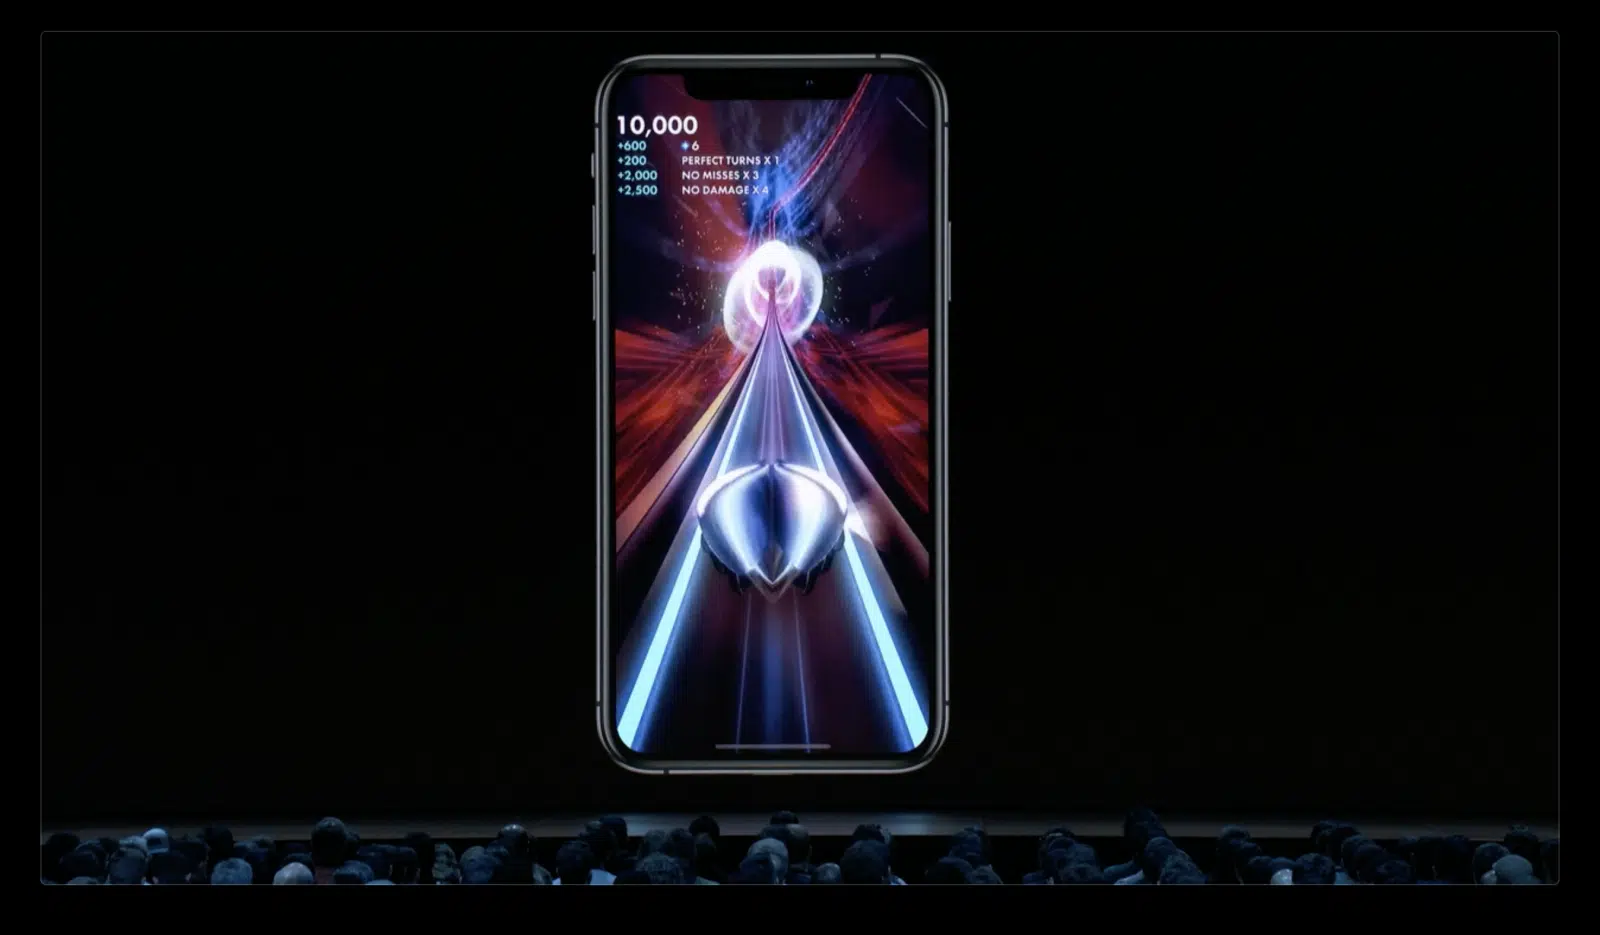 10,000
+600 6
+200 PERFECT TURNS X 1
+2,000 NO MISSES X 3
+2,500 NO DAMAGE X 4